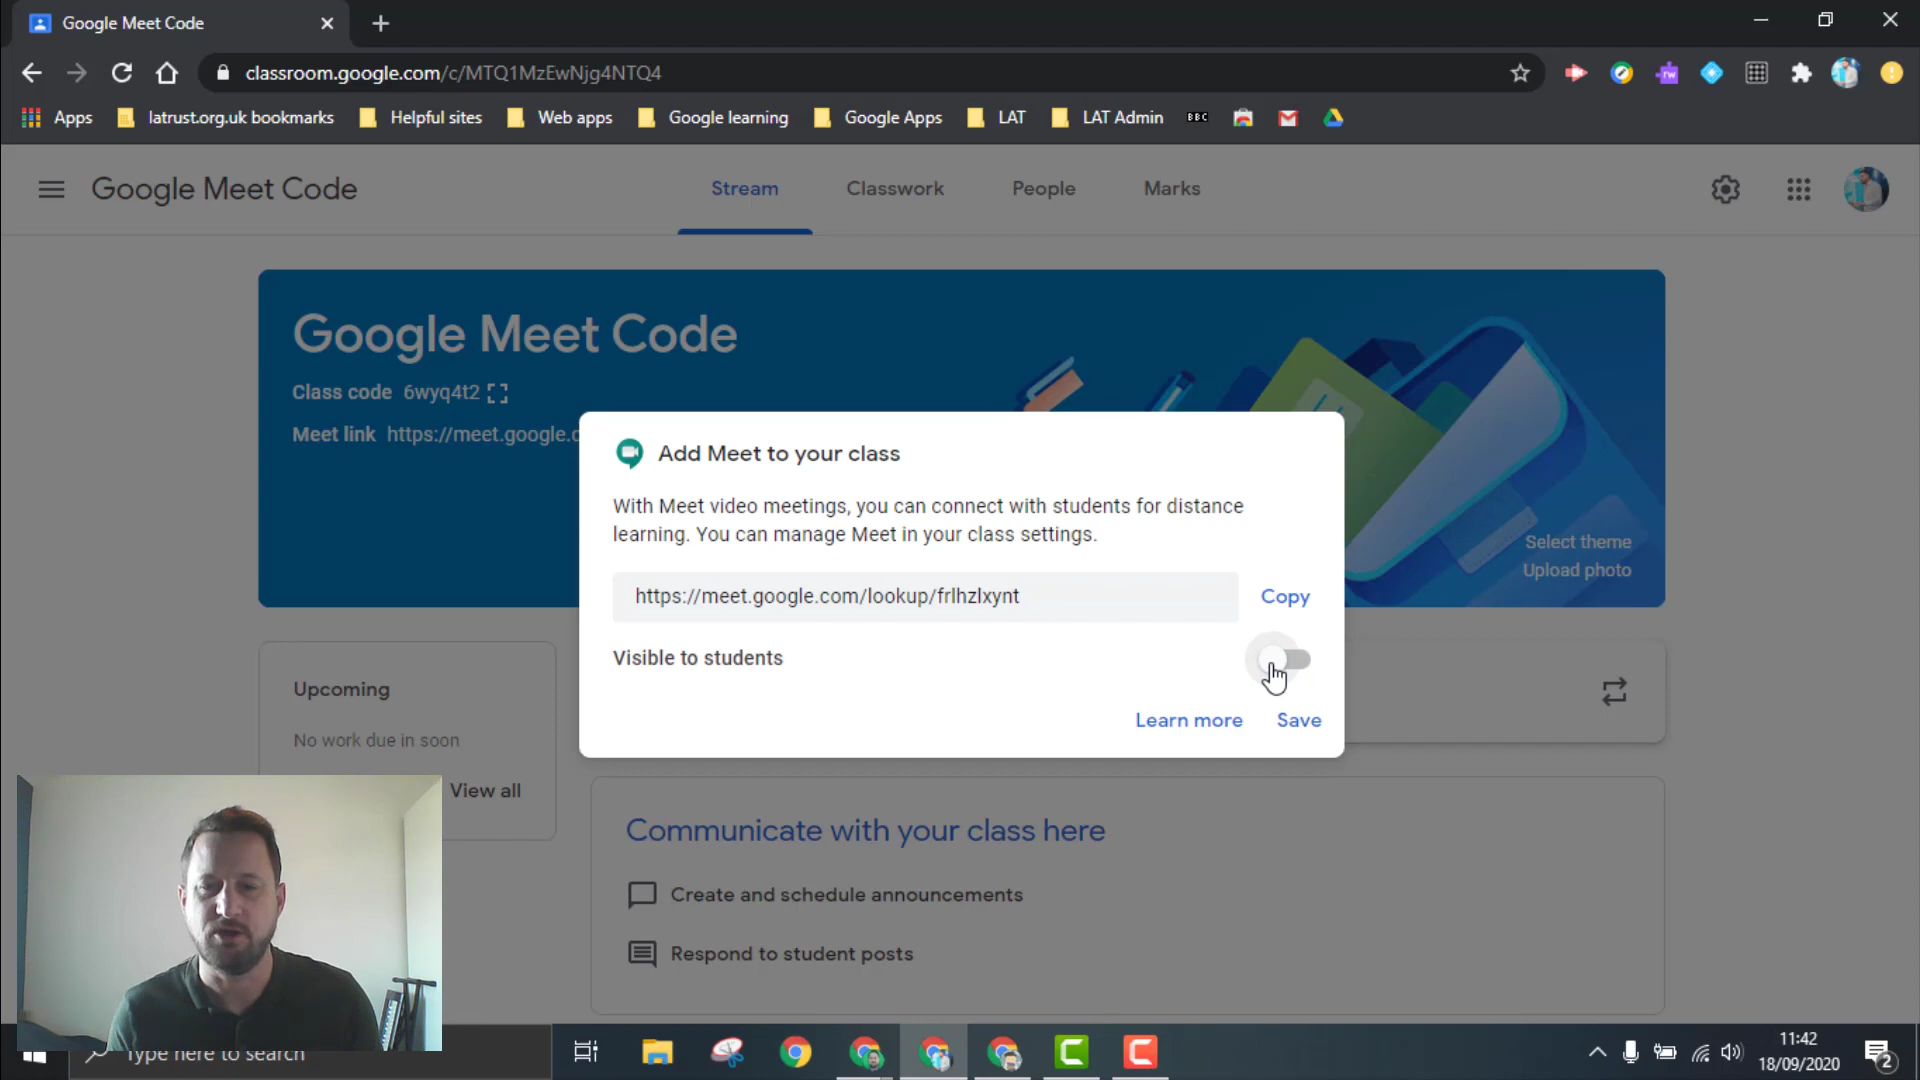 Google Meet Code
classroom.google.com/c/MTQ1MzEwNjg4NTQ4
rw
Apps
latrust.org.uk bookmarks
Helpful sites
Web apps
Google learning
Google Apps
LAT
LAT Admin
BBC
Google Meet Code
Stream
Classwork
People
Marks
Google Meet Code
Class code 6wyq4t2
Meet link https://meet.google.c
Select theme
Upload photo
Add Meet to your class
With Meet video meetings, you can connect with students for distance
learning. You can manage Meet in your class settings.
https://meet.google.com/lookup/frlhzlxynt
Copy
Visible to students
Learn more
Save
Upcoming
No work due in soon
View all
Communicate with your class here
Create and schedule announcements
Respond to student posts
Type here to search
11:42
18/09/2020
2